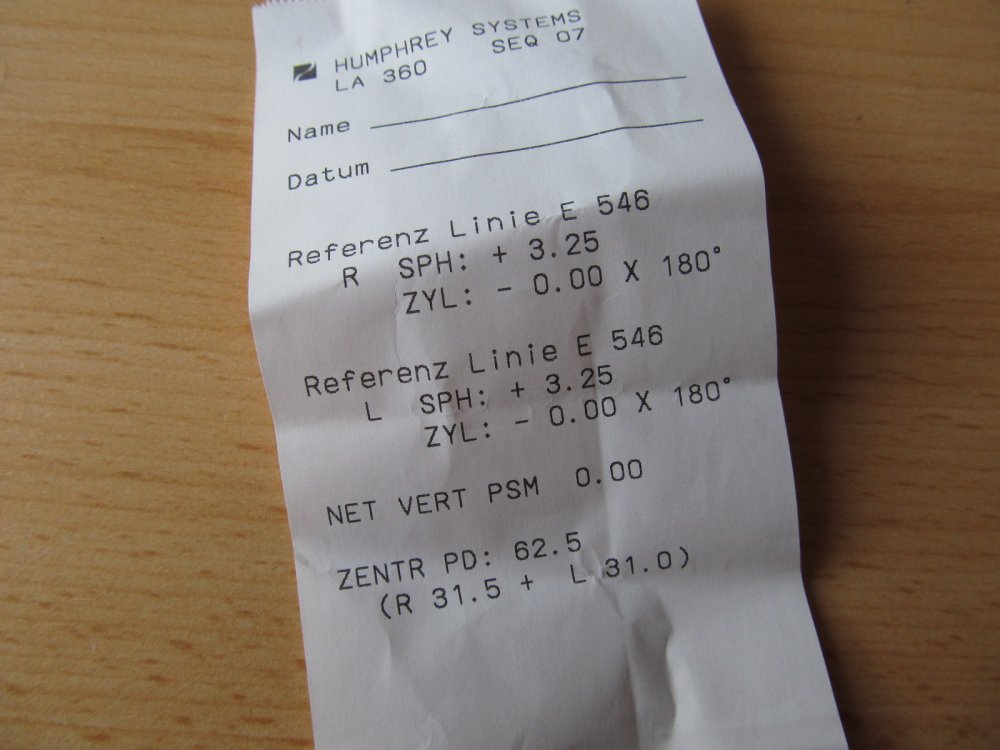 HUMPHREY SYSTEMS
LA 360 SEQ 07
Name
Datum
Referenz Linie E 546
R SPH: + 3.25
ZYL: - 0.00 X 180°
Referenz Linie E 546
L SPH: + 3.25
ZYL: - 0.00 X 180°
NET VERT PSM 0.00
ZENTR PD: 62.5
(R 31.5 + L 31.0)